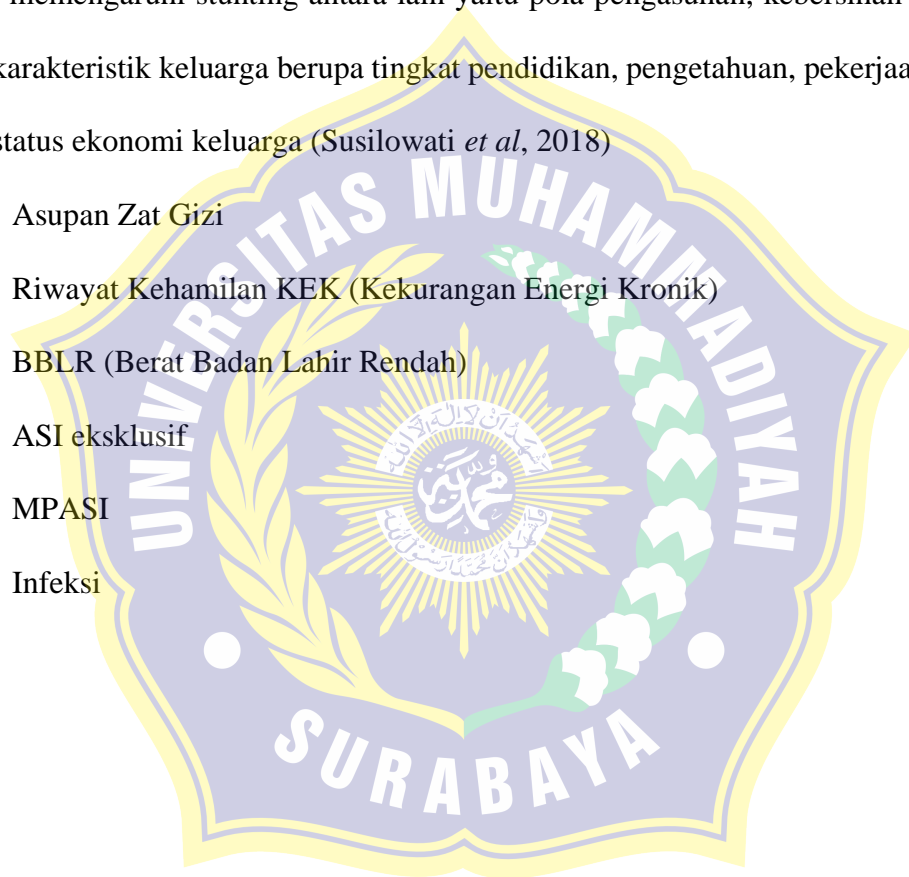 memengaruhi stunting antara lain yaitu pola pengasuhan, kebersihan
karakteristik keluarga berupa tingkat pendidikan, pengetahuan,
status ekonomi keluarga (Susilowati et al, 2018)
Asupan Zat Gizi
Riwayat Kehamilan KEK (Kekurangan Energi Kronik)
BBLR (Berat Badan Lahir Rendah)
ASI eksklusif
MPASI
Infeksi
UNIVERSITAS MUHAMMADIYAH
SURABAYA